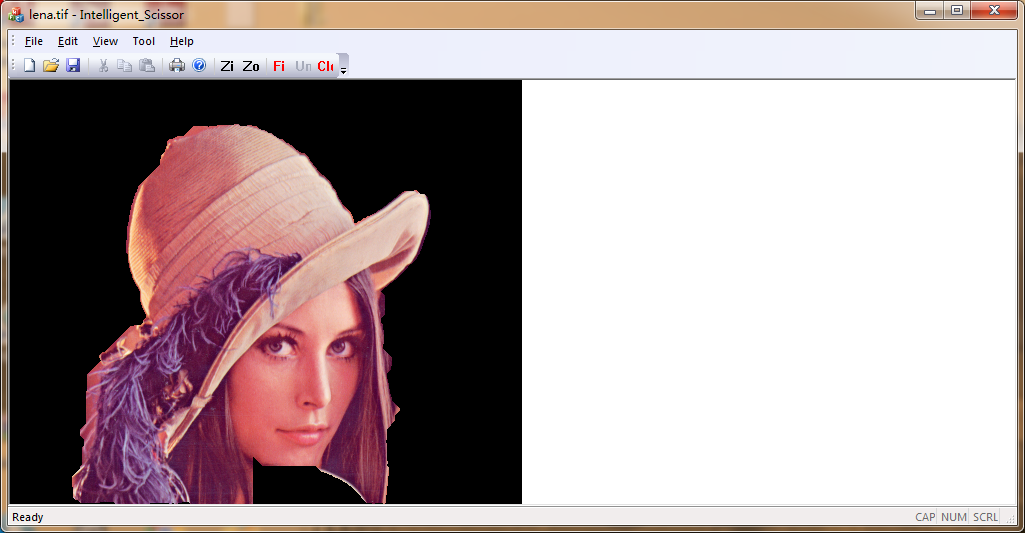 lena.tif - Intelligent_Scissor
File Edit View Tool Help
Zi Zo Fi Un Cl
Ready CAP NUM SCRL